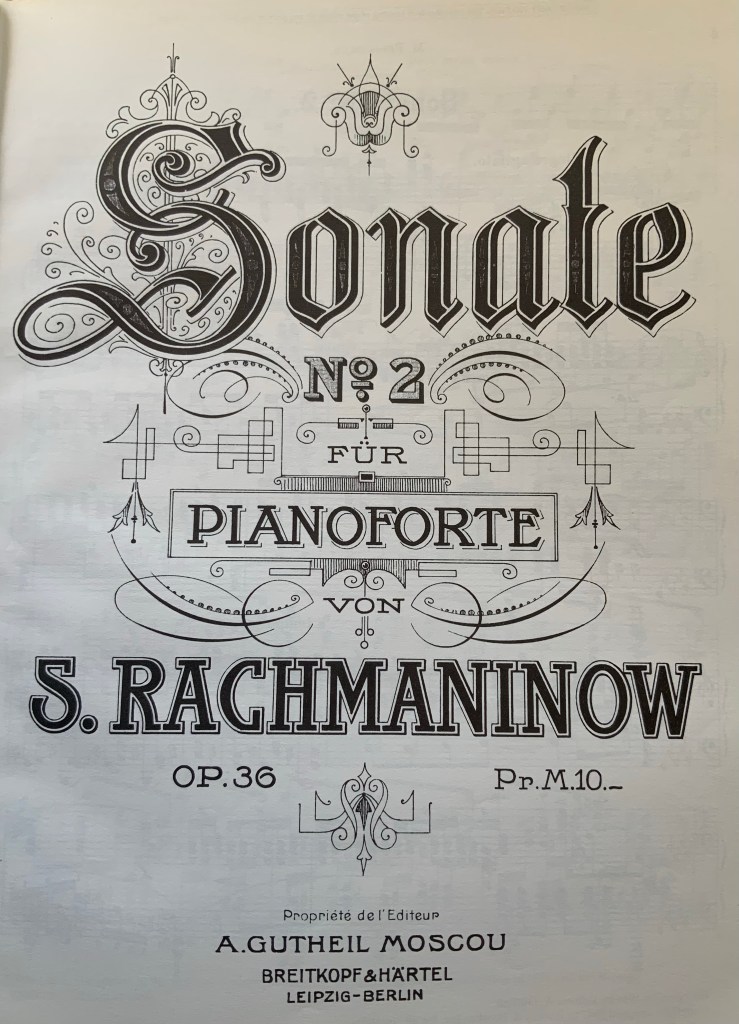 Sonate
Nº 2
FÜR
PIANOFORTE
VON
S. RACHMANINOW
OP. 36 Pr. M. 10.–
Propriété de l'Editeur
A. GUTHEIL MOSCOU
BREITKOPF & HÄRTEL
LEIPZIG-BERLIN